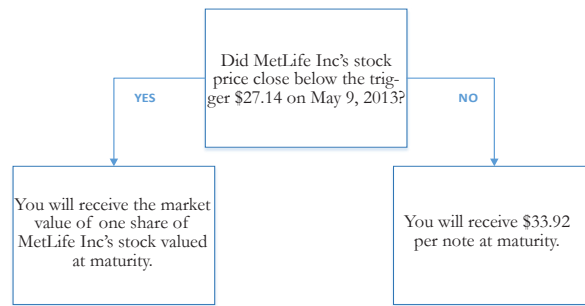 Did MetLife Inc's stock
price close below the trig-
ger $27.14 on May 9, 2013?
YES
NO
You will receive the market
value of one share of
MetLife Inc's stock valued
at maturity.
You will receive $33.92
per note at maturity.